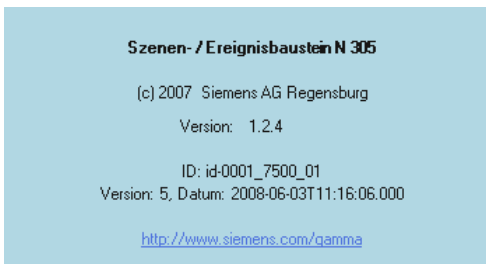 Szenen- / Ereignisbaustein N 305
(c) 2007 Siemens AG Regensburg
Version: 1.2.4
ID: id-0001_7500_01
Version: 5, Datum: 2008-06-03T11:16:06.000
http://www.siemens.com/gamma